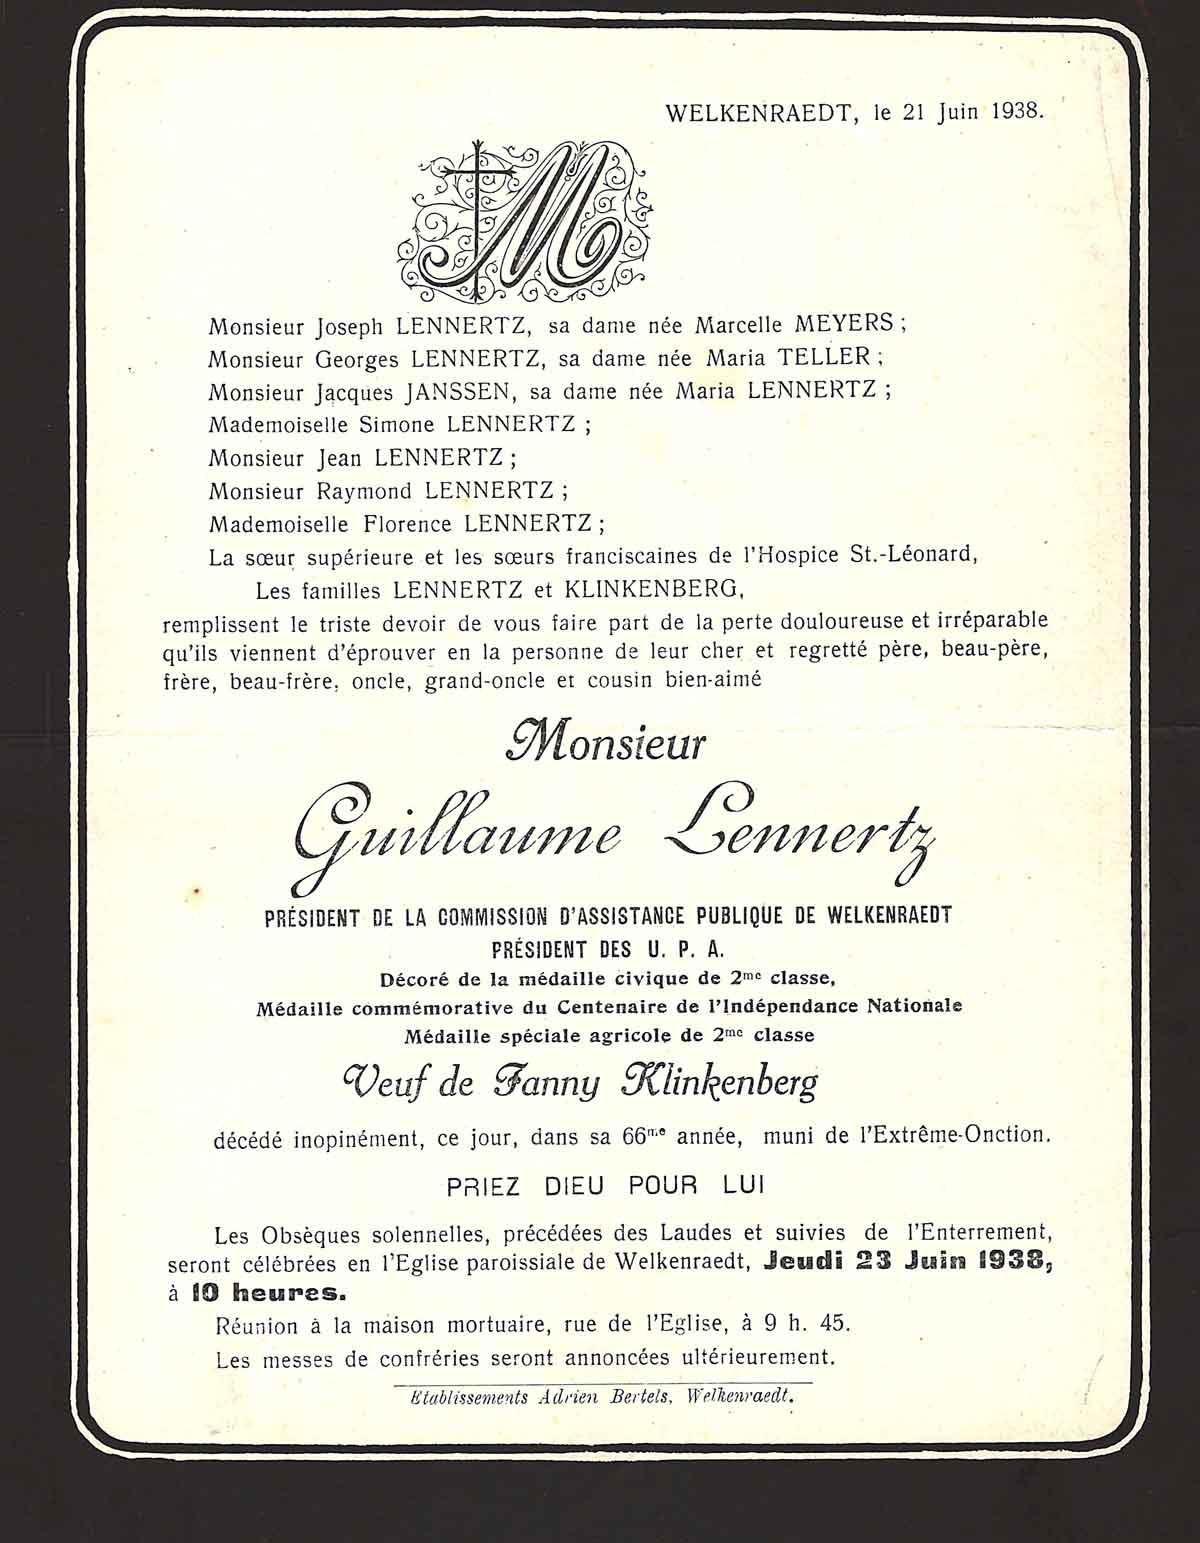 WELKENRAEDT, le 21 Juin 1938.
M
Monsieur Joseph LENNERTZ, sa dame née Marcelle MEYERS ;
Monsieur Georges LENNERTZ, sa dame née Maria TELLER ;
Monsieur Jacques JANSSEN, sa dame née Maria LENNERTZ ;
Mademoiselle Simone LENNERTZ ;
Monsieur Jean LENNERTZ ;
Monsieur Raymond LENNERTZ ;
Mademoiselle Florence LENNERTZ ;
La sœur supérieure et les sœurs franciscaines de l'Hospice St.-Léonard,
Les familles LENNERTZ et KLINKENBERG,
remplissent le triste devoir de vous faire part de la perte douloureuse et irréparable
qu'ils viennent d'éprouver en la personne de leur cher et regretté père, beau-père,
frère, beau-frère, oncle, grand-oncle et cousin bien-aimé
Monsieur
Guillaume Lennertz
PRÉSIDENT DE LA COMMISSION D'ASSISTANCE PUBLIQUE DE WELKENRAEDT
PRÉSIDENT DES U. P. A.
Décoré de la médaille civique de 2me classe,
Médaille commémorative du Centenaire de l'Indépendance Nationale
Médaille spéciale agricole de 2me classe
Veuf de Fanny Klinkenberg
décédé inopinément, ce jour, dans sa 66me année, muni de l'Extrême-Onction.
PRIEZ DIEU POUR LUI
Les Obsèques solennelles, précédées des Laudes et suivies de l'Enterrement,
seront célébrées en l'Eglise paroissiale de Welkenraedt, Jeudi 23 Juin 1938,
à 10 heures.
Réunion à la maison mortuaire, rue de l'Eglise, à 9 h. 45.
Les messes de confréries seront annoncées ultérieurement.
Etablissements Adrien Bertels, Welkenraedt.